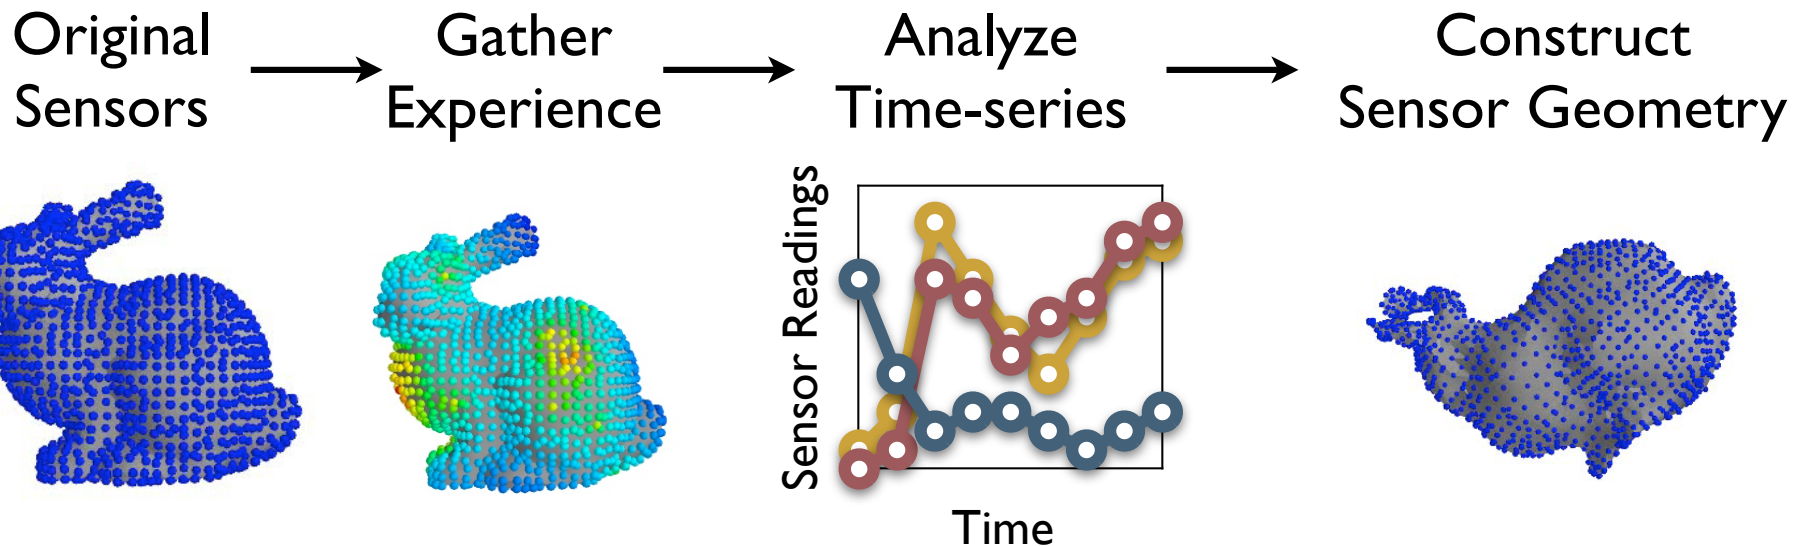 Original
Sensors
Gather
Experience
Analyze
Time-series
Construct
Sensor Geometry
Sensor Readings
Time